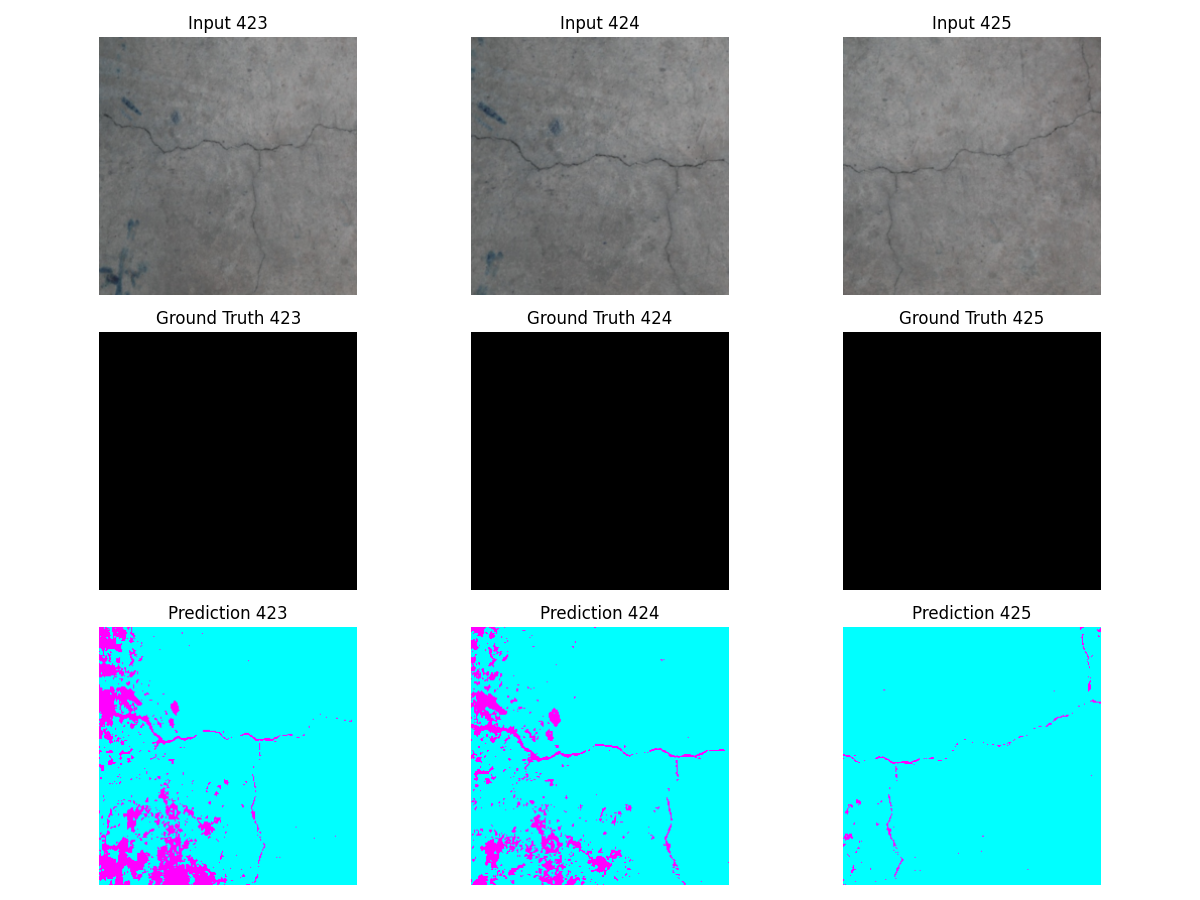 Input 423
Input 424
Input 425
Ground Truth 423
Ground Truth 424
Ground Truth 425
Prediction 423
Prediction 424
Prediction 425